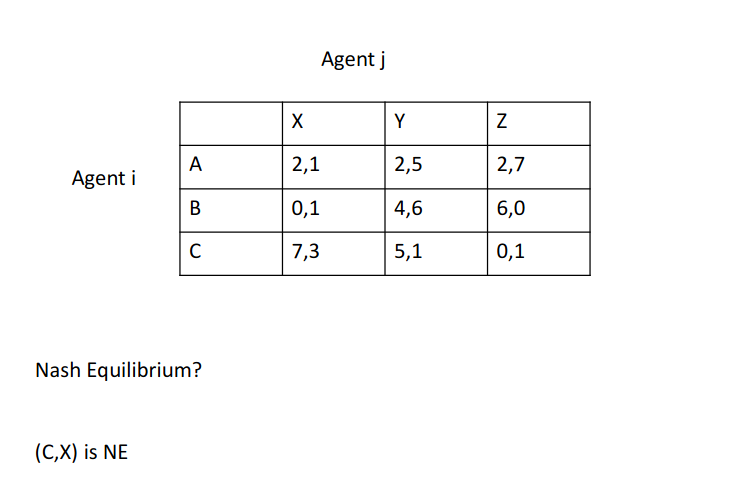 Agent j
X Y Z
A 2,1 2,5 2,7
Agent i
B 0,1 4,6 6,0
C 7,3 5,1 0,1
Nash Equilibrium?
(C,X) is NE